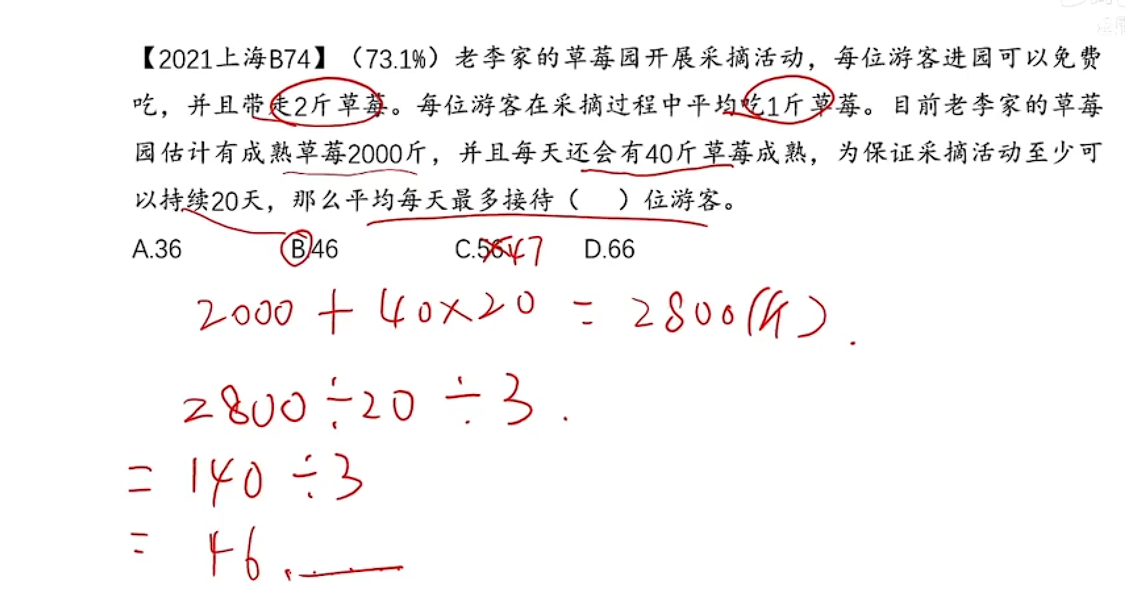 【2021上海B74】（73.1%）老李家的草莓园开展采摘活动，每位游客进园可以免费
吃，并且带走2斤草莓。每位游客在采摘过程中平均吃1斤草莓。目前老李家的草莓
园估计有成熟草莓2000斤，并且每天还会有40斤草莓成熟，为保证采摘活动至少可
以持续20天，那么平均每天最多接待（ ）位游客。
A.36 B.46 C.56 47 D.66
2000 + 40×20 = 2800(斤).
2800÷20÷3.
= 140÷3
= 46.